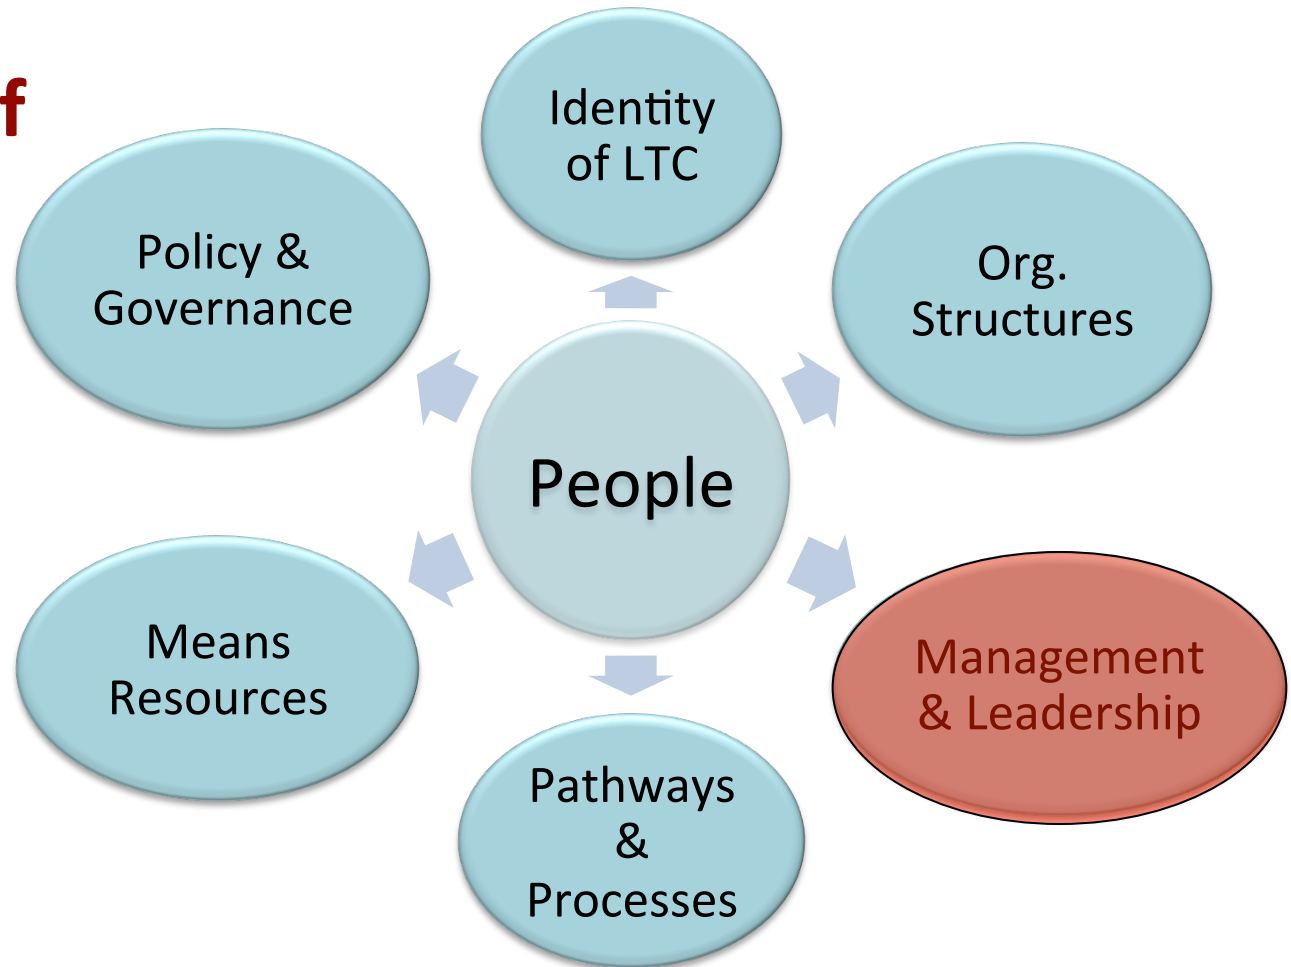 f
Identity
of LTC
Policy &
Governance
Org.
Structures
People
Means
Resources
Management
& Leadership
Pathways
&
Processes